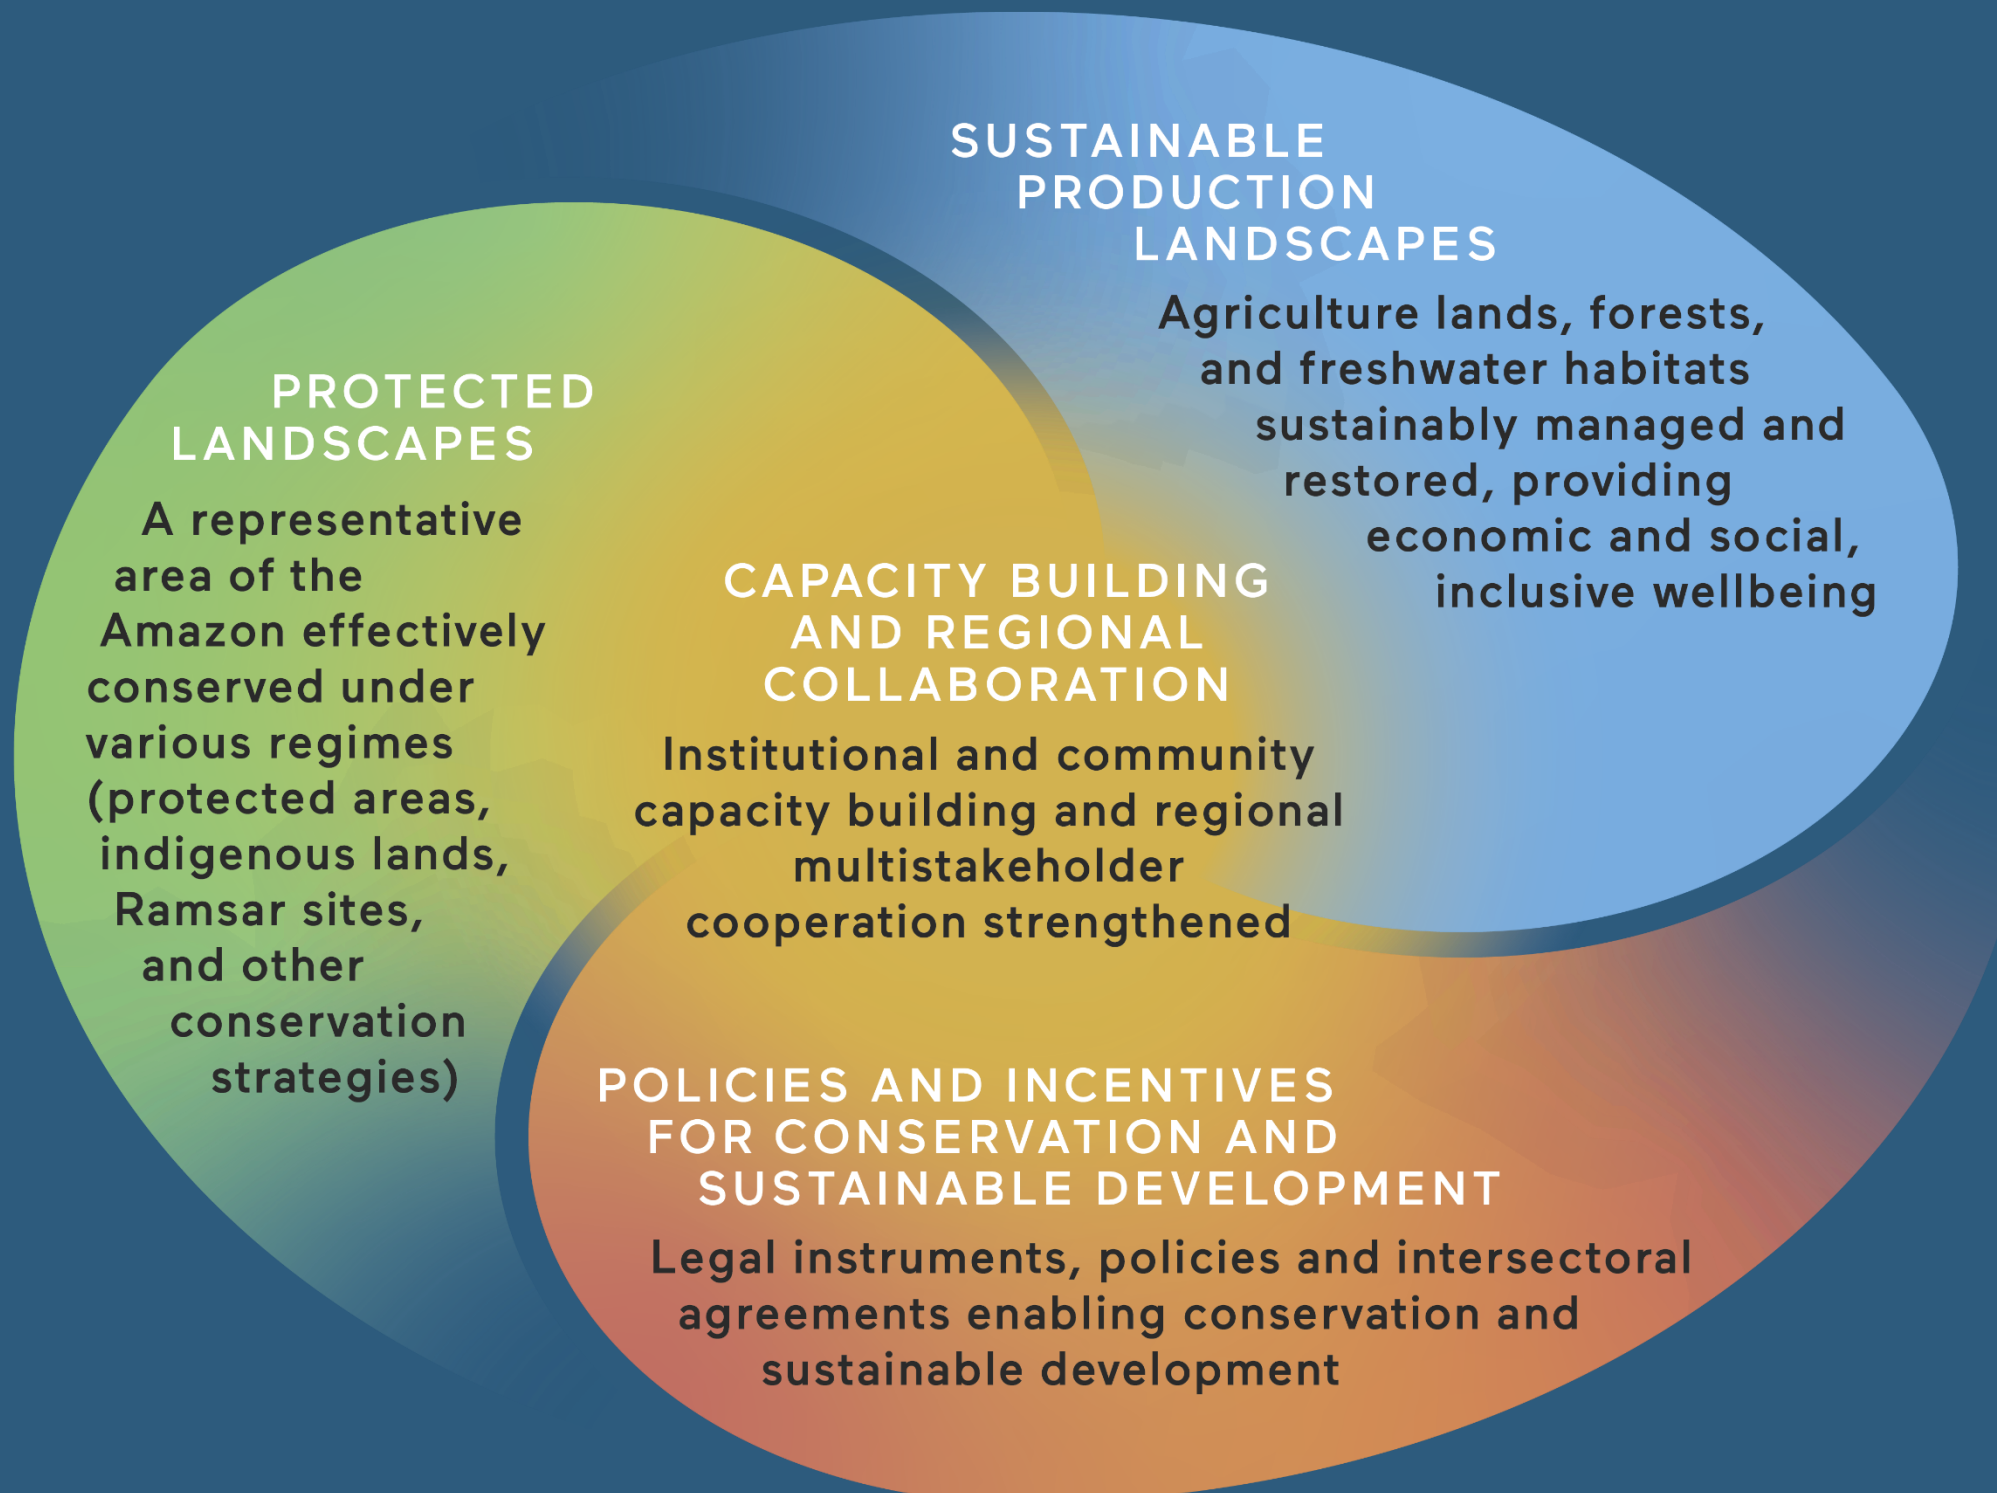 SUSTAINABLE
PRODUCTION
LANDSCAPES
Agriculture lands, forests,
and freshwater habitats
sustainably managed and
restored, providing
economic and social,
inclusive wellbeing
PROTECTED
LANDSCAPES
A representative
area of the
Amazon effectively
conserved under
various regimes
(protected areas,
indigenous lands,
Ramsar sites,
and other
conservation
strategies)
CAPACITY BUILDING
AND REGIONAL
COLLABORATION
Institutional and community
capacity building and regional
multistakeholder
cooperation strengthened
POLICIES AND INCENTIVES
FOR CONSERVATION AND
SUSTAINABLE DEVELOPMENT
Legal instruments, policies and intersectoral
agreements enabling conservation and
sustainable development